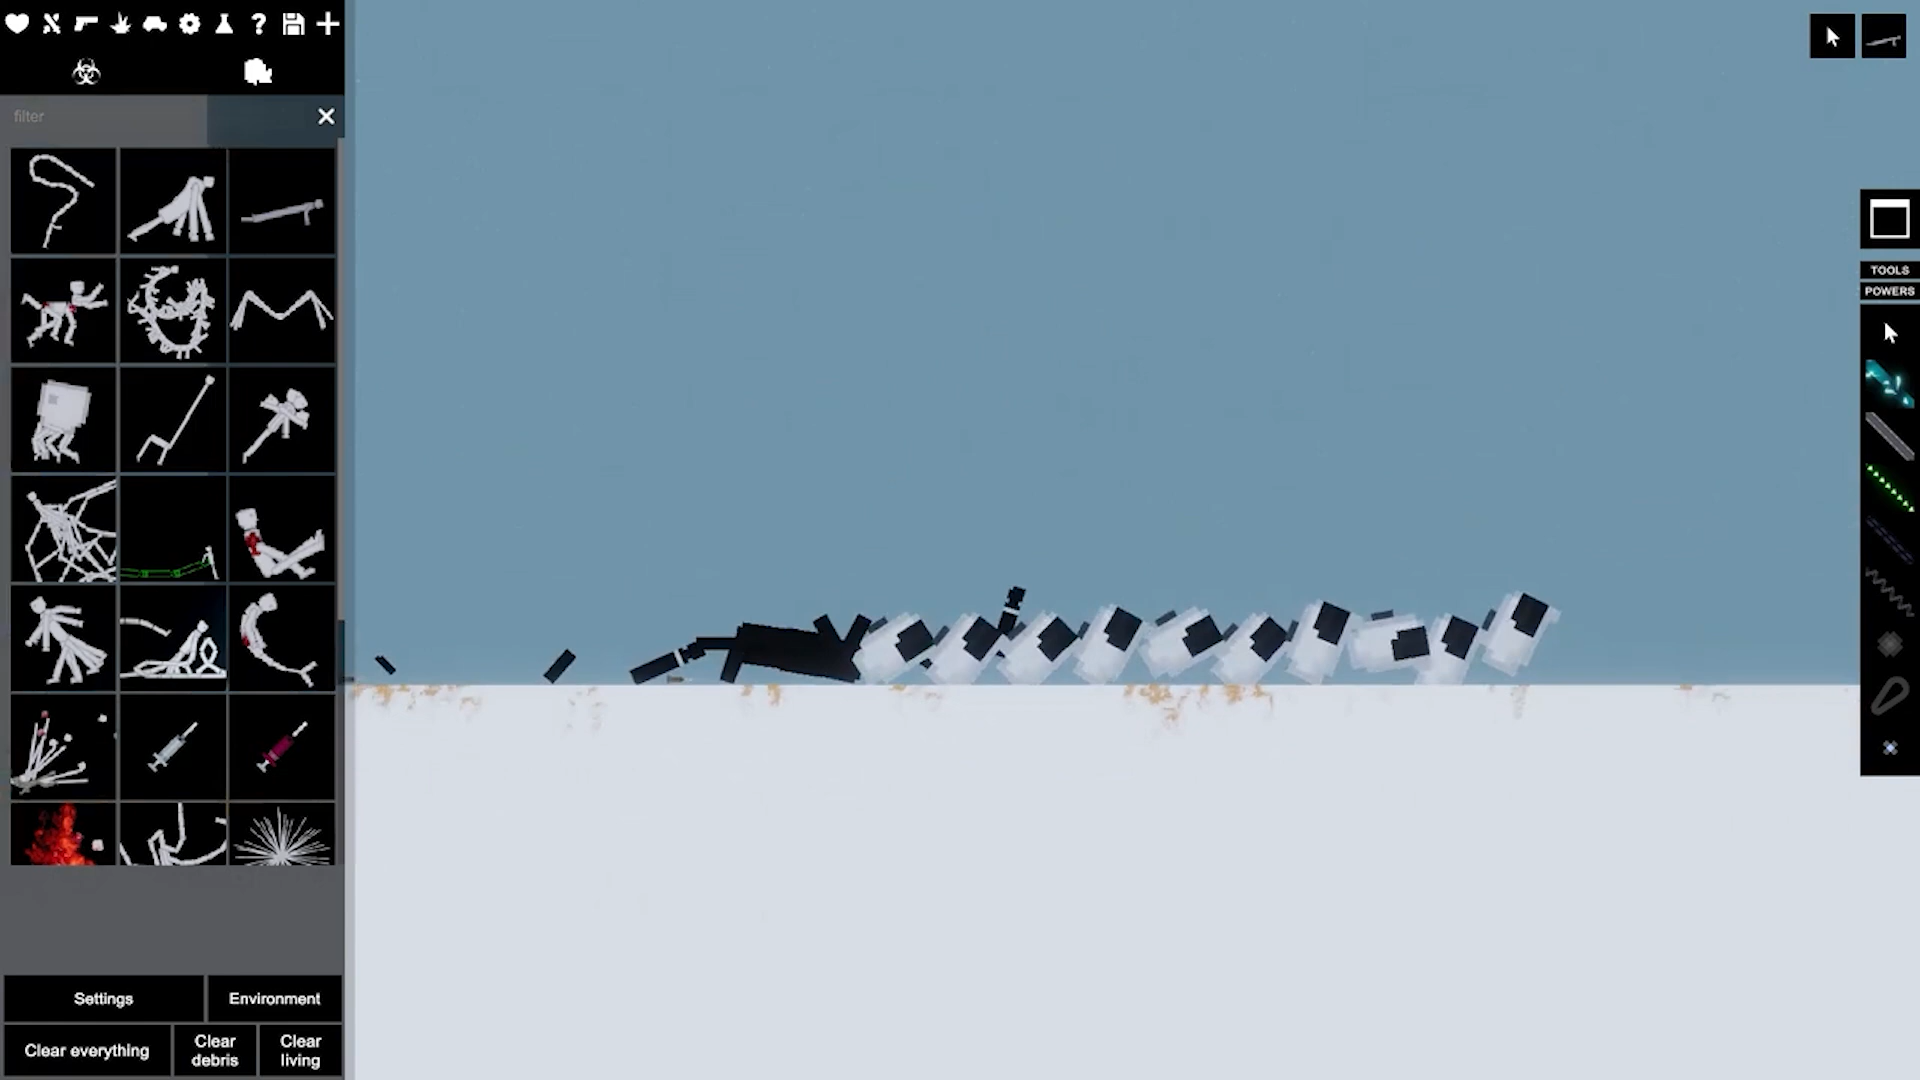 filter
TOOLS
POWERS
Settings
Environment
Clear everything
Clear
debris
Clear
living